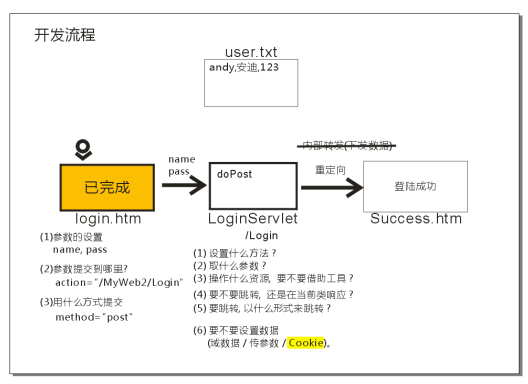 开发流程
user.txt
andy,安迪,123
内部转发(下发数据)
name
pass
重定向
已完成
doPost
登陆成功
login.htm
LoginServlet
Success.htm
/Login
(1)参数的设置
name, pass
(2)参数提交到哪里?
action="/MyWeb2/Login"
(3)用什么方式提交
method="post"
(1) 设置什么方法？
(2) 取什么参数？
(3) 操作什么资源, 要不要借助工具？
(4) 要不要跳转, 还是在当前类响应？
(5) 要跳转, 以什么形式来跳转？
(6) 要不要设置数据
(域数据 / 传参数 / Cookie)。